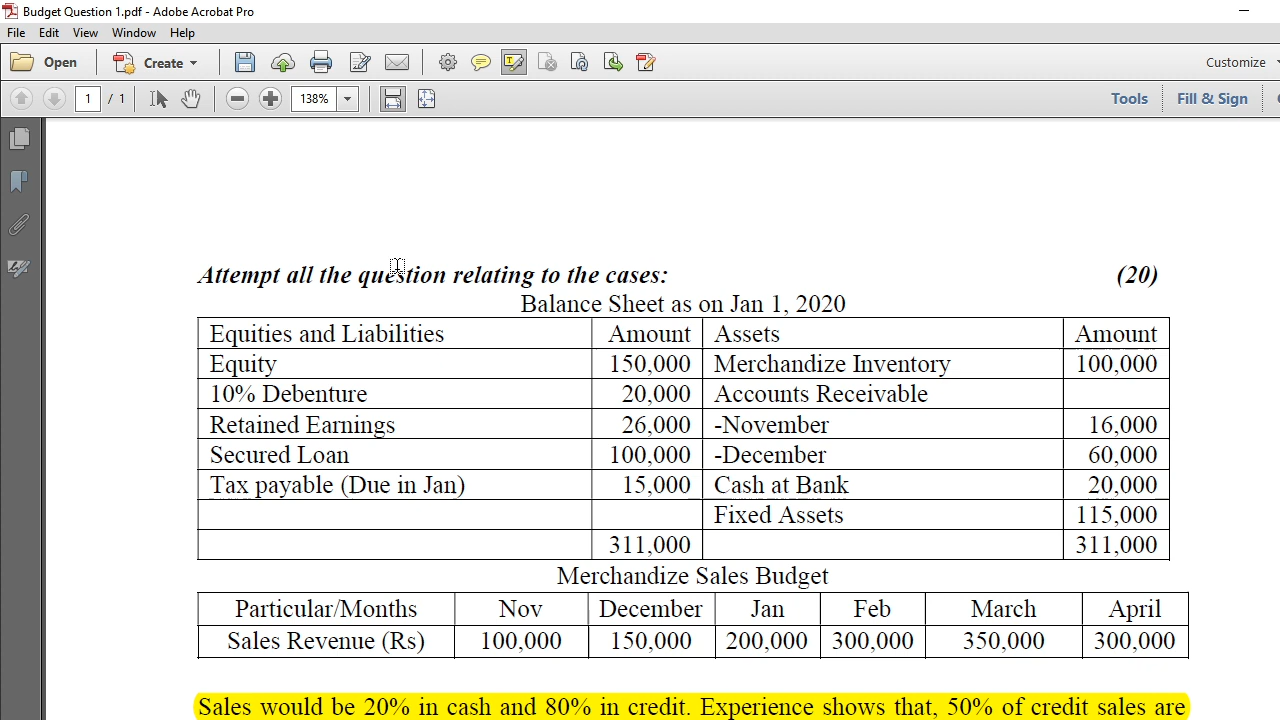 Budget Question 1.pdf - Adobe Acrobat Pro
File Edit View Window Help
Open Create Customize
1 / 1 138% Tools Fill & Sign
Attempt all the question relating to the cases: (20)
Balance Sheet as on Jan 1, 2020
Equities and Liabilities Amount Assets Amount
Equity 150,000 Merchandize Inventory 100,000
10% Debenture 20,000 Accounts Receivable
Retained Earnings 26,000 -November 16,000
Secured Loan 100,000 -December 60,000
Tax payable (Due in Jan) 15,000 Cash at Bank 20,000
Fixed Assets 115,000
311,000 311,000
Merchandize Sales Budget
Particular/Months Nov December Jan Feb March April
Sales Revenue (Rs) 100,000 150,000 200,000 300,000 350,000 300,000
Sales would be 20% in cash and 80% in credit. Experience shows that, 50% of credit sales are